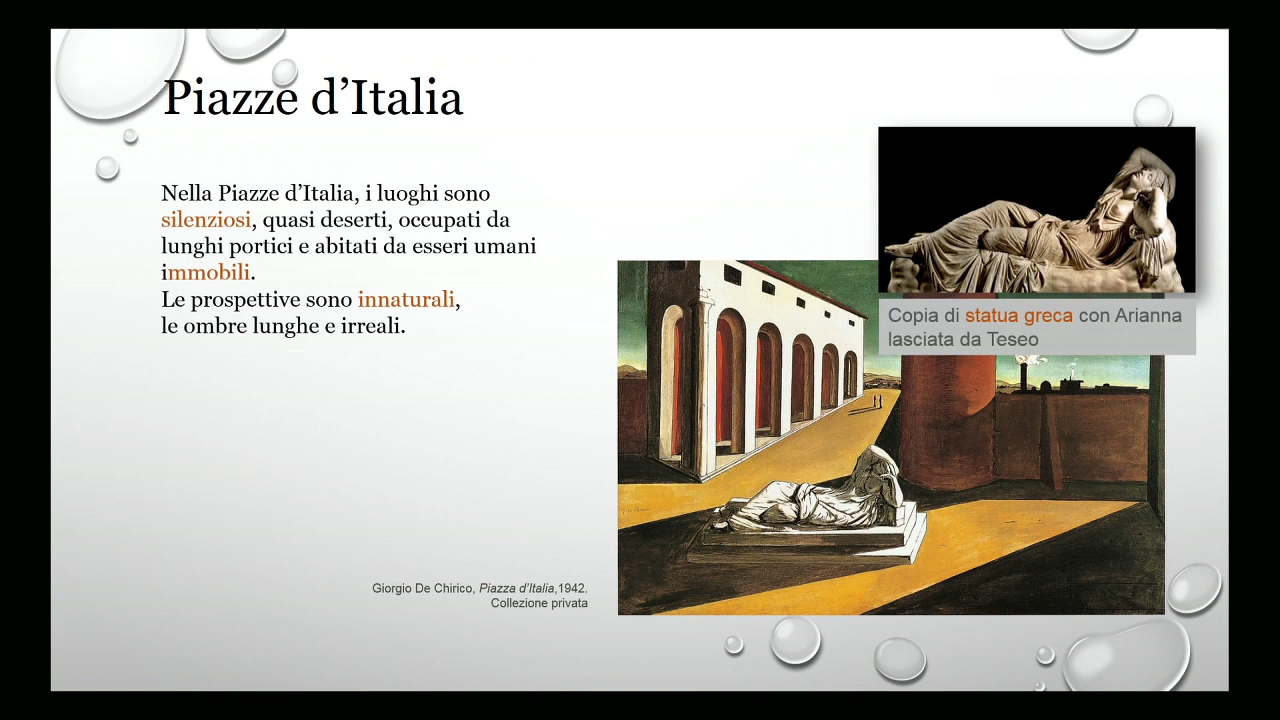 Piazze d’Italia
Nella Piazze d’Italia, i luoghi sono
silenziosi, quasi deserti, occupati da
lunghi portici e abitati da esseri umani
immobili.
Le prospettive sono innaturali,
le ombre lunghe e irreali.
Copia di statua greca con Arianna
lasciata da Teseo
Giorgio De Chirico, Piazza d’Italia,1942.
Collezione privata